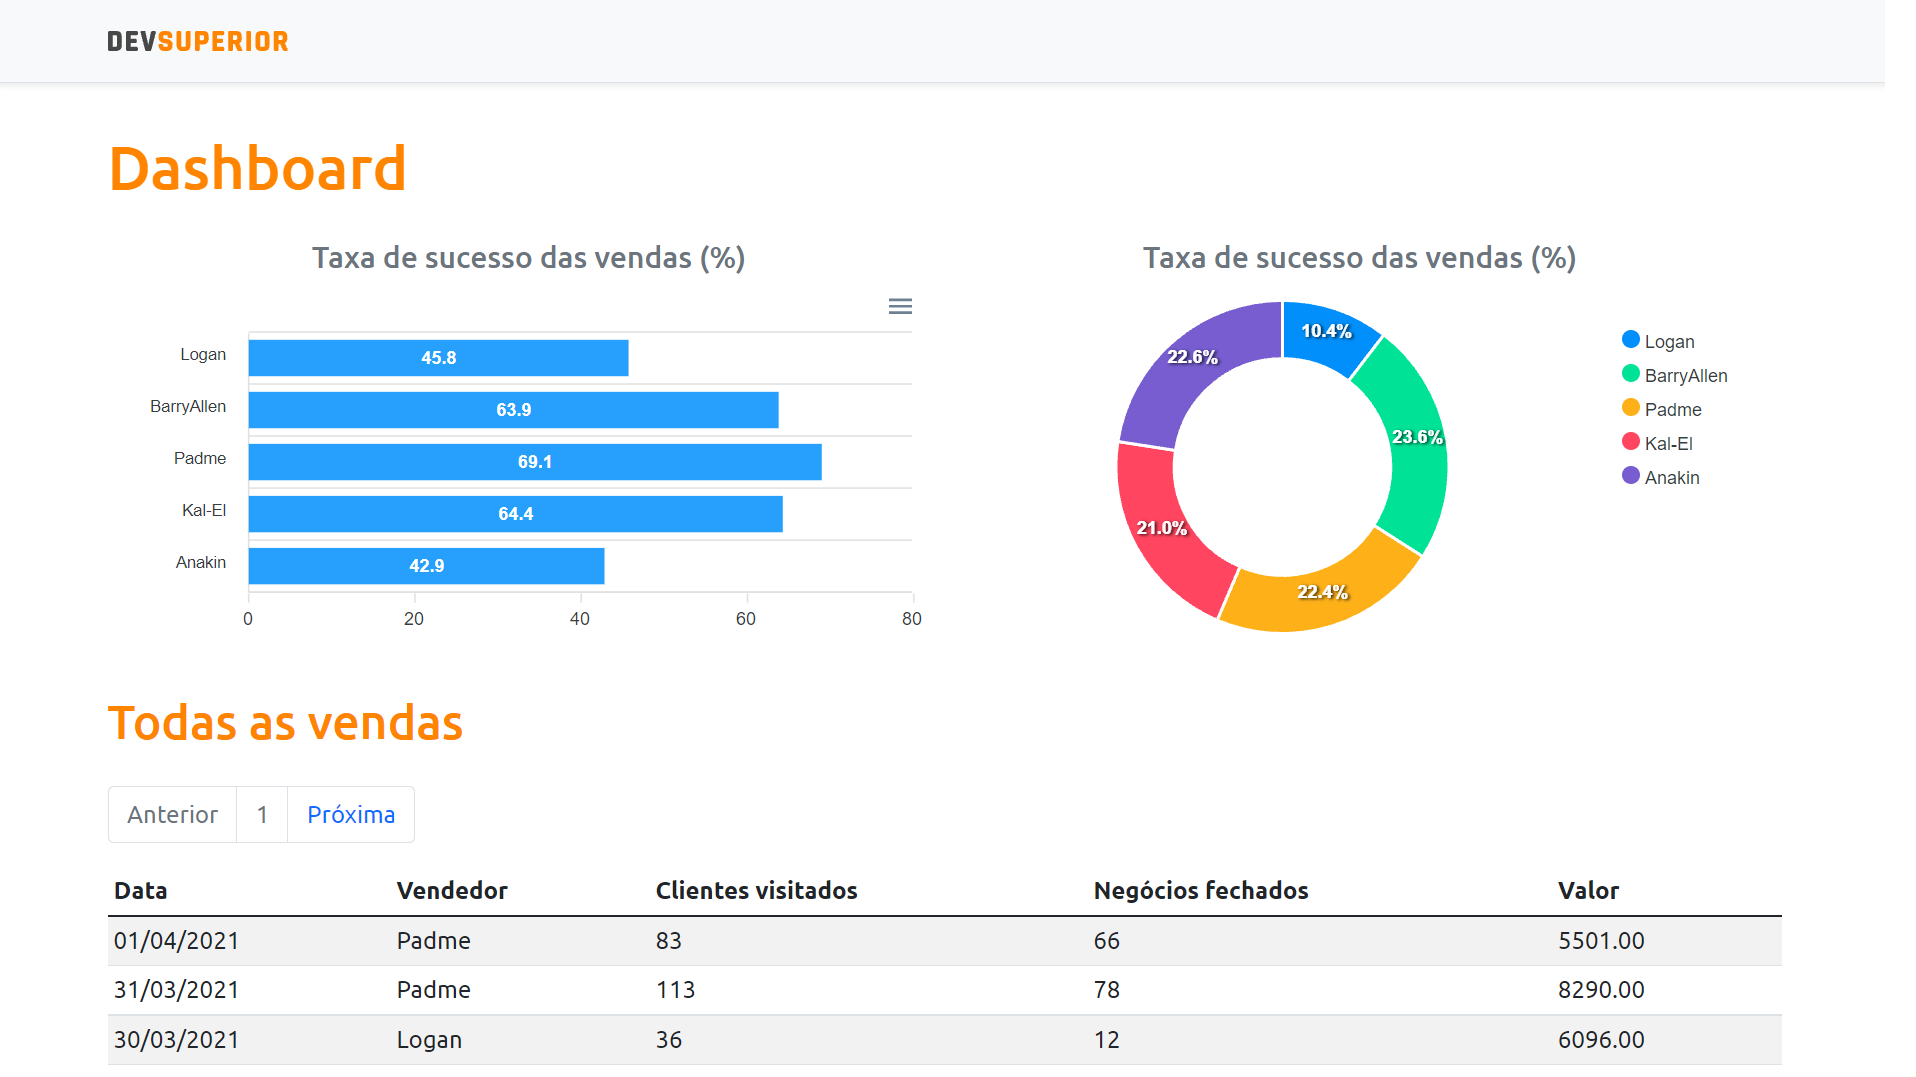 DEVSUPERIOR
Dashboard
Taxa de sucesso das vendas (%)
Logan 45.8
BarryAllen 63.9
Padme 69.1
Kal-El 64.4
Anakin 42.9
0 20 40 60 80
Taxa de sucesso das vendas (%)
10.4%
23.6%
22.4%
21.0%
22.6%
Logan
BarryAllen
Padme
Kal-El
Anakin
Todas as vendas
Anterior 1 Próxima
Data Vendedor Clientes visitados Negócios fechados Valor
01/04/2021 Padme 83 66 5501.00
31/03/2021 Padme 113 78 8290.00
30/03/2021 Logan 36 12 6096.00